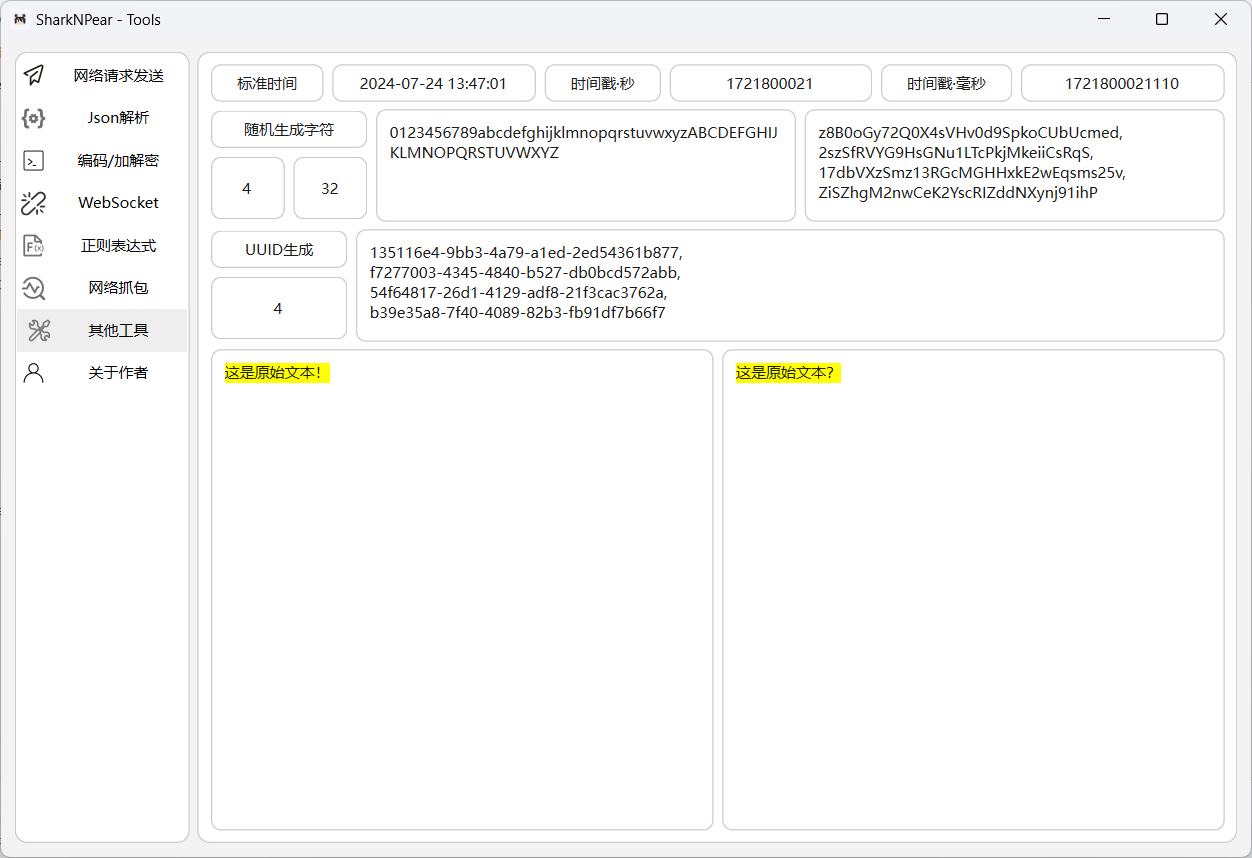 SharkNPear - Tools
网络请求发送
Json解析
编码/加解密
WebSocket
正则表达式
网络抓包
其他工具
关于作者
标准时间
2024-07-24 13:47:01
时间戳·秒
1721800021
时间戳·毫秒
1721800021110
随机生成字符
4
32
0123456789abcdefghijklmnopqrstuvwxyzABCDEFGHIJ
KLMNOPQRSTUVWXYZ
z8B0oGy72Q0X4sVHv0d9SpkoCUbUcmed,
2szSfRVYG9HsGNu1LTcPkjMkeiiCsRqS,
17dbVXzSmz13RGcMGHHxkE2wEqsms25v,
ZiSZhgM2nwCeK2YscRIZddNXynj91ihP
UUID生成
4
135116e4-9bb3-4a79-a1ed-2ed54361b877,
f7277003-4345-4840-b527-db0bcd572abb,
54f64817-26d1-4129-adf8-21f3cac3762a,
b39e35a8-7f40-4089-82b3-fb91df7b66f7
这是原始文本！
这是原始文本？